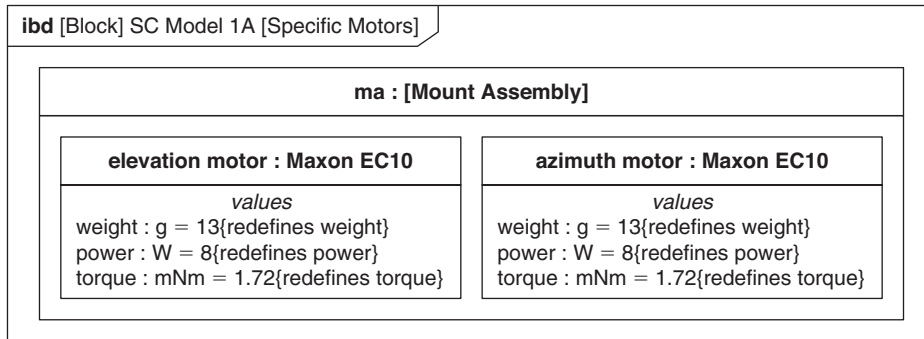 ibd [Block] SC Model 1A [Specific Motors]
ma : [Mount Assembly]
elevation motor : Maxon EC10
values
weight : g = 13{redefines weight}
power : W = 8{redefines power}
torque : mNm = 1.72{redefines torque}
azimuth motor : Maxon EC10
values
weight : g = 13{redefines weight}
power : W = 8{redefines power}
torque : mNm = 1.72{redefines torque}